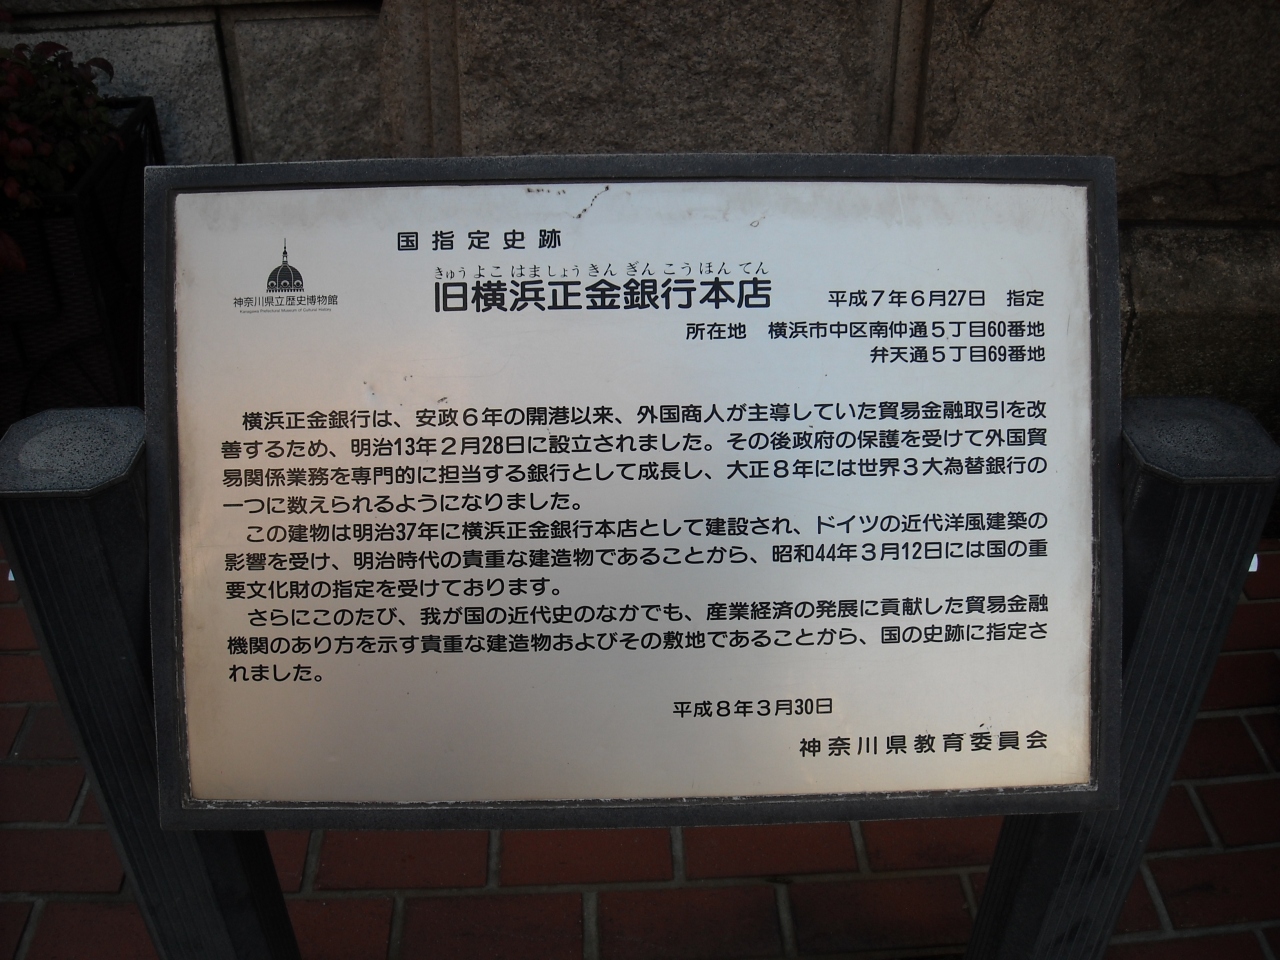 国指定史跡
きゅうよこはましょうきんぎんこうほんてん
旧横浜正金銀行本店
平成7年6月27日 指定
神奈川県立歴史博物館
Kanagawa Prefectural Museum of Cultural History
所在地 横浜市中区南仲通5丁目60番地
弁天通5丁目69番地
横浜正金銀行は、安政6年の開港以来、外国商人が主導していた貿易金融取引を改
善するため、明治13年2月28日に設立されました。その後政府の保護を受けて外国貿
易関係業務を専門的に担当する銀行として成長し、大正8年には世界3大為替銀行の
一つに数えられるようになりました。
この建物は明治37年に横浜正金銀行本店として建設され、ドイツの近代洋風建築の
影響を受け、明治時代の貴重な建造物であることから、昭和44年3月12日には国の重
要文化財の指定を受けております。
さらにこのたび、我が国の近代史のなかでも、産業経済の発展に貢献した貿易金融
機関のあり方を示す貴重な建造物およびその敷地であることから、国の史跡に指定さ
れました。
平成8年3月30日
神奈川県教育委員会